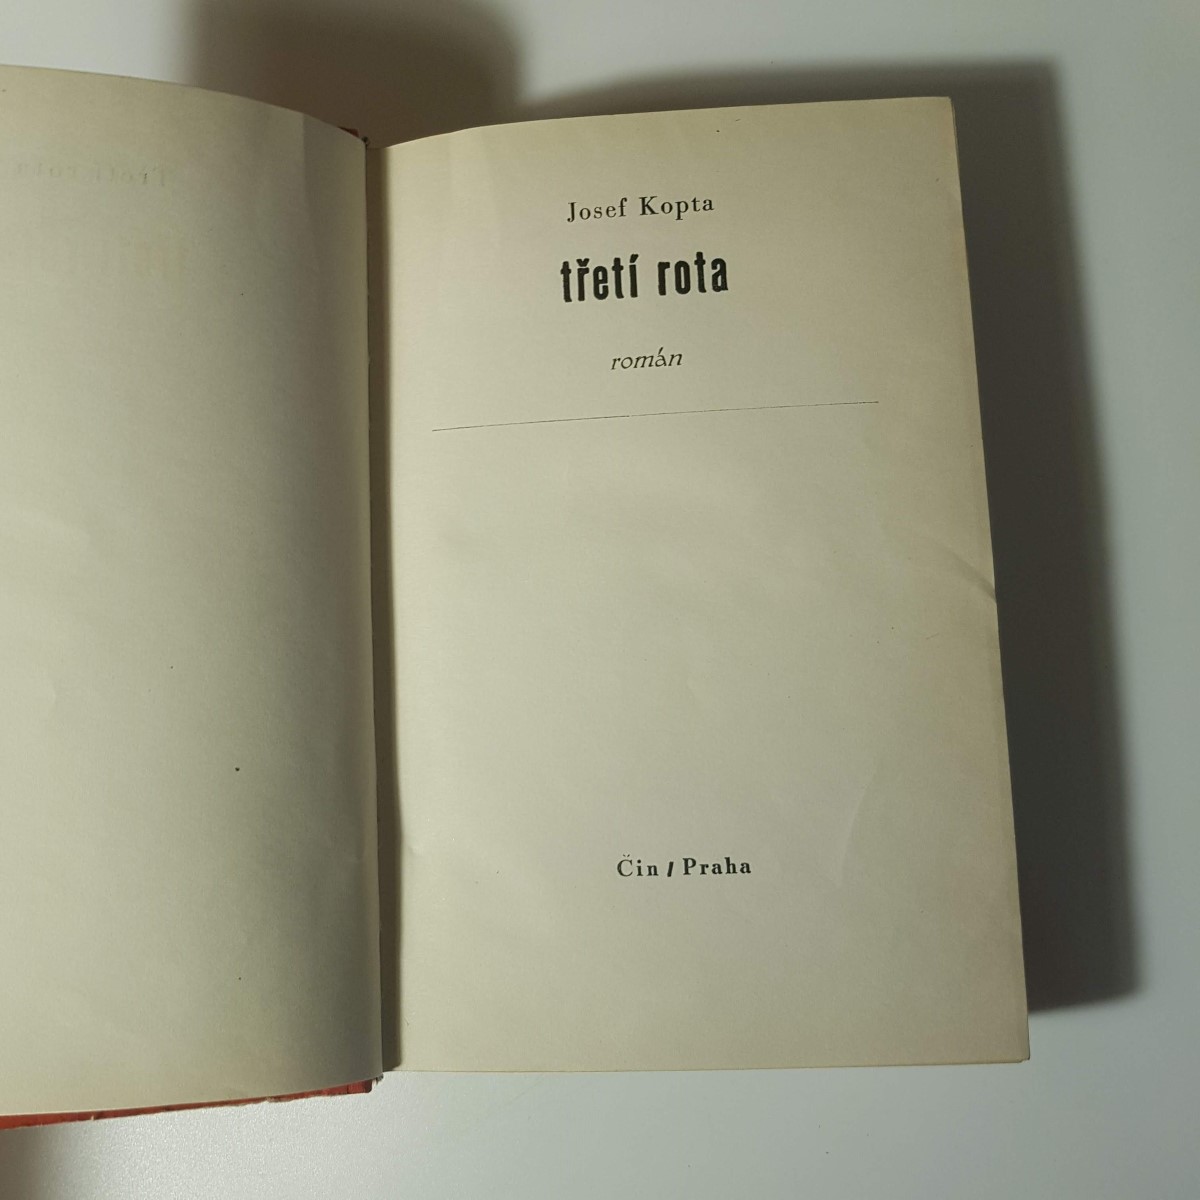 Josef Kopta
třetí rota
román
Čin / Praha